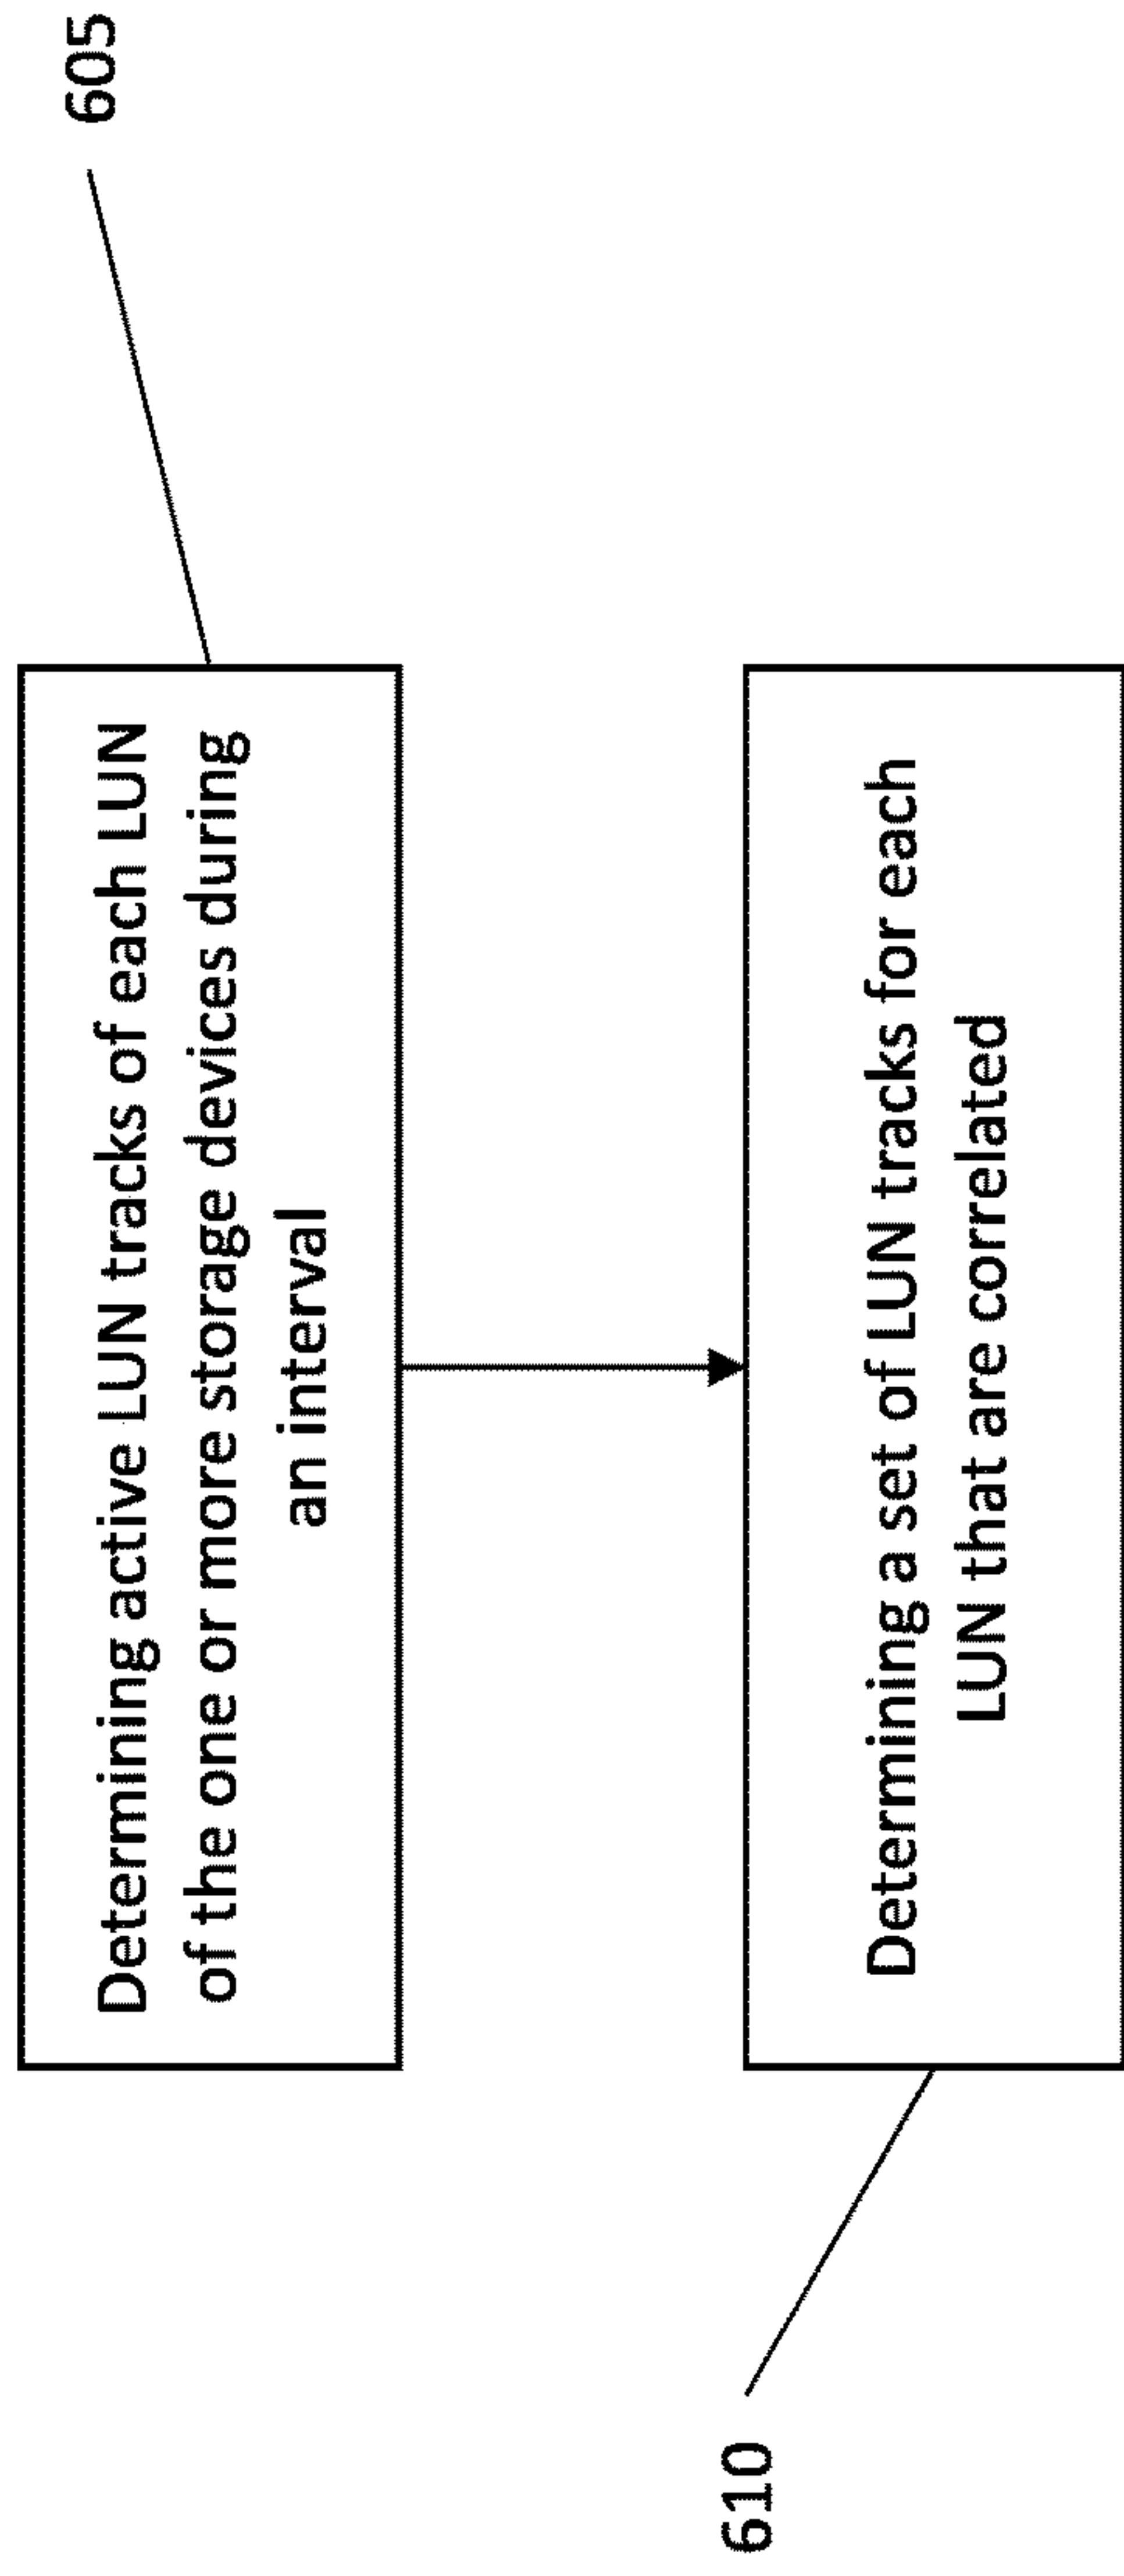 605
Determining active LUN tracks of each LUN
of the one or more storage devices during
an interval
Determining a set of LUN tracks for each
LUN that are correlated
610